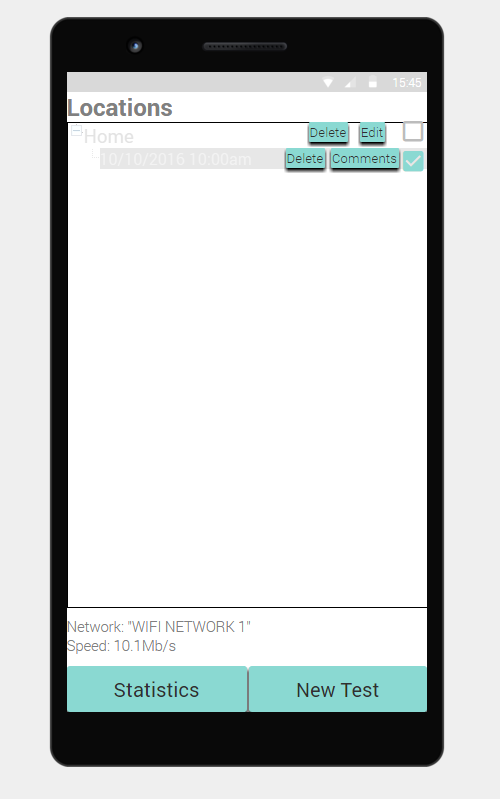 15:45
Locations
Home Delete Edit
10/10/2016 10:00am Delete Comments
Network: "WIFI NETWORK 1"
Speed: 10.1Mb/s
Statistics New Test